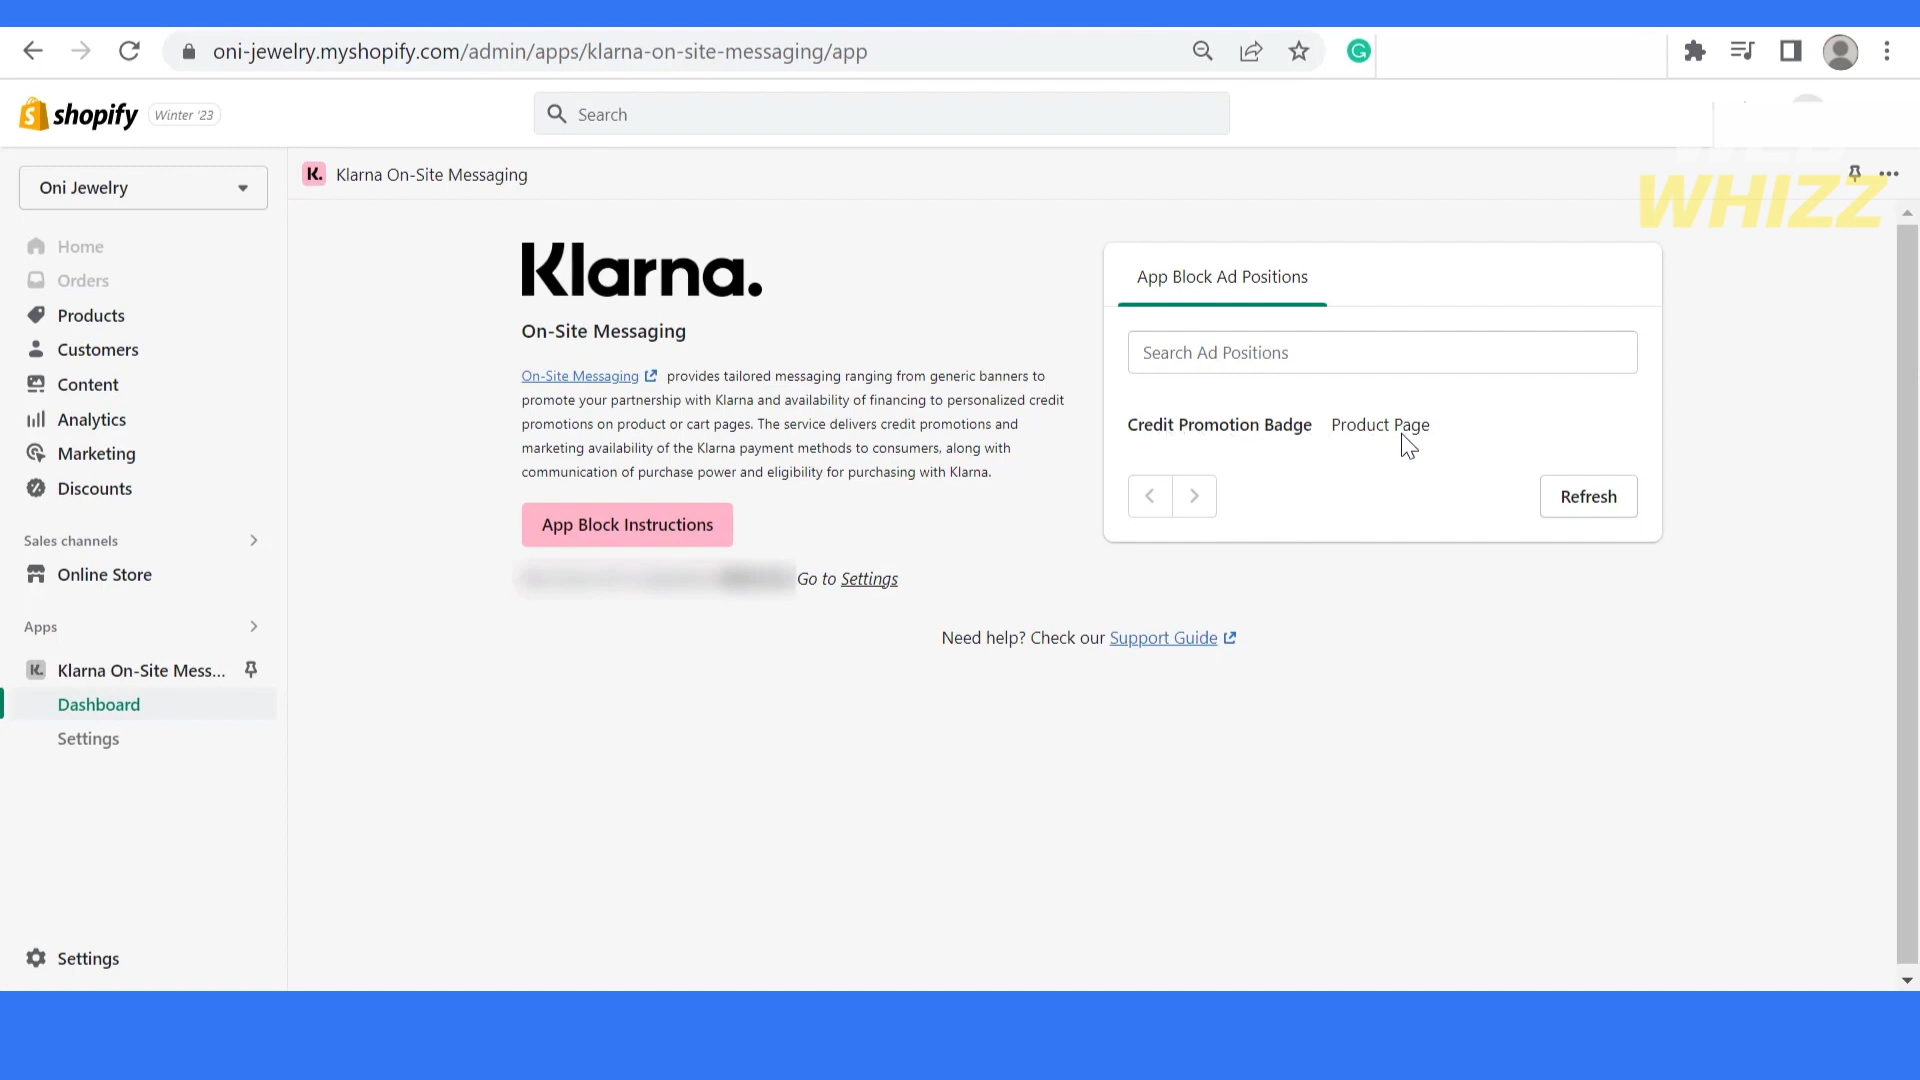 oni-jewelry.myshopify.com/admin/apps/klarna-on-site-messaging/app
shopify
Winter '23
Search
Oni Jewelry
K. Klarna On-Site Messaging
WHIZZ
Home
Orders
Products
Customers
Content
Analytics
Marketing
Discounts
Sales channels
Online Store
Apps
K. Klarna On-Site Mess...
Dashboard
Settings
Settings
Klarna.
On-Site Messaging
On-Site Messaging provides tailored messaging ranging from generic banners to
promote your partnership with Klarna and availability of financing to personalized credit
promotions on product or cart pages. The service delivers credit promotions and
marketing availability of the Klarna payment methods to consumers, along with
communication of purchase power and eligibility for purchasing with Klarna.
App Block Instructions
Go to Settings
App Block Ad Positions
Search Ad Positions
Credit Promotion Badge Product Page
Refresh
Need help? Check our Support Guide